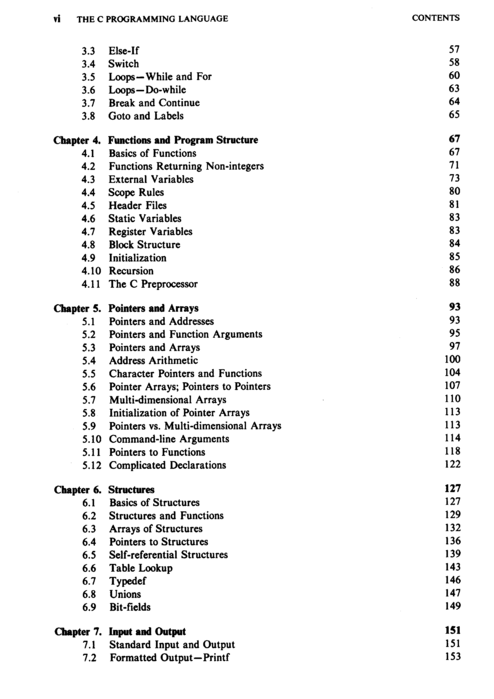 vi THE C PROGRAMMING LANGUAGE CONTENTS
3.3 Else-If 57
3.4 Switch 58
3.5 Loops—While and For 60
3.6 Loops—Do-while 63
3.7 Break and Continue 64
3.8 Goto and Labels 65
Chapter 4. Functions and Program Structure 67
4.1 Basics of Functions 67
4.2 Functions Returning Non-integers 71
4.3 External Variables 73
4.4 Scope Rules 80
4.5 Header Files 81
4.6 Static Variables 83
4.7 Register Variables 83
4.8 Block Structure 84
4.9 Initialization 85
4.10 Recursion 86
4.11 The C Preprocessor 88
Chapter 5. Pointers and Arrays 93
5.1 Pointers and Addresses 93
5.2 Pointers and Function Arguments 95
5.3 Pointers and Arrays 97
5.4 Address Arithmetic 100
5.5 Character Pointers and Functions 104
5.6 Pointer Arrays; Pointers to Pointers 107
5.7 Multi-dimensional Arrays 110
5.8 Initialization of Pointer Arrays 113
5.9 Pointers vs. Multi-dimensional Arrays 113
5.10 Command-line Arguments 114
5.11 Pointers to Functions 118
5.12 Complicated Declarations 122
Chapter 6. Structures 127
6.1 Basics of Structures 127
6.2 Structures and Functions 129
6.3 Arrays of Structures 132
6.4 Pointers to Structures 136
6.5 Self-referential Structures 139
6.6 Table Lookup 143
6.7 Typedef 146
6.8 Unions 147
6.9 Bit-fields 149
Chapter 7. Input and Output 151
7.1 Standard Input and Output 151
7.2 Formatted Output—Printf 153